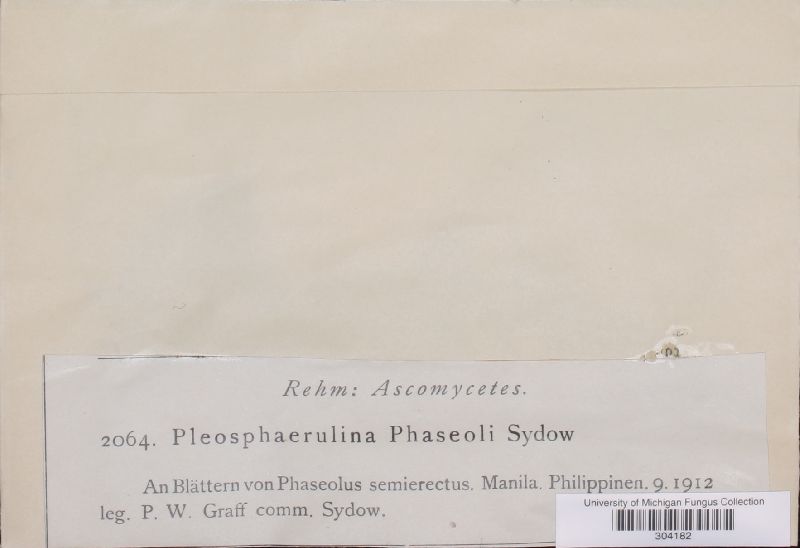 Rehm: Ascomycetes.
2064. Pleosphaerulina Phaseoli Sydow
An Blättern von Phaseolus semierectus. Manila. Philippinen. 9. 1912
leg. P. W. Graff comm. Sydow.
University of Michigan Fungus Collection
304182